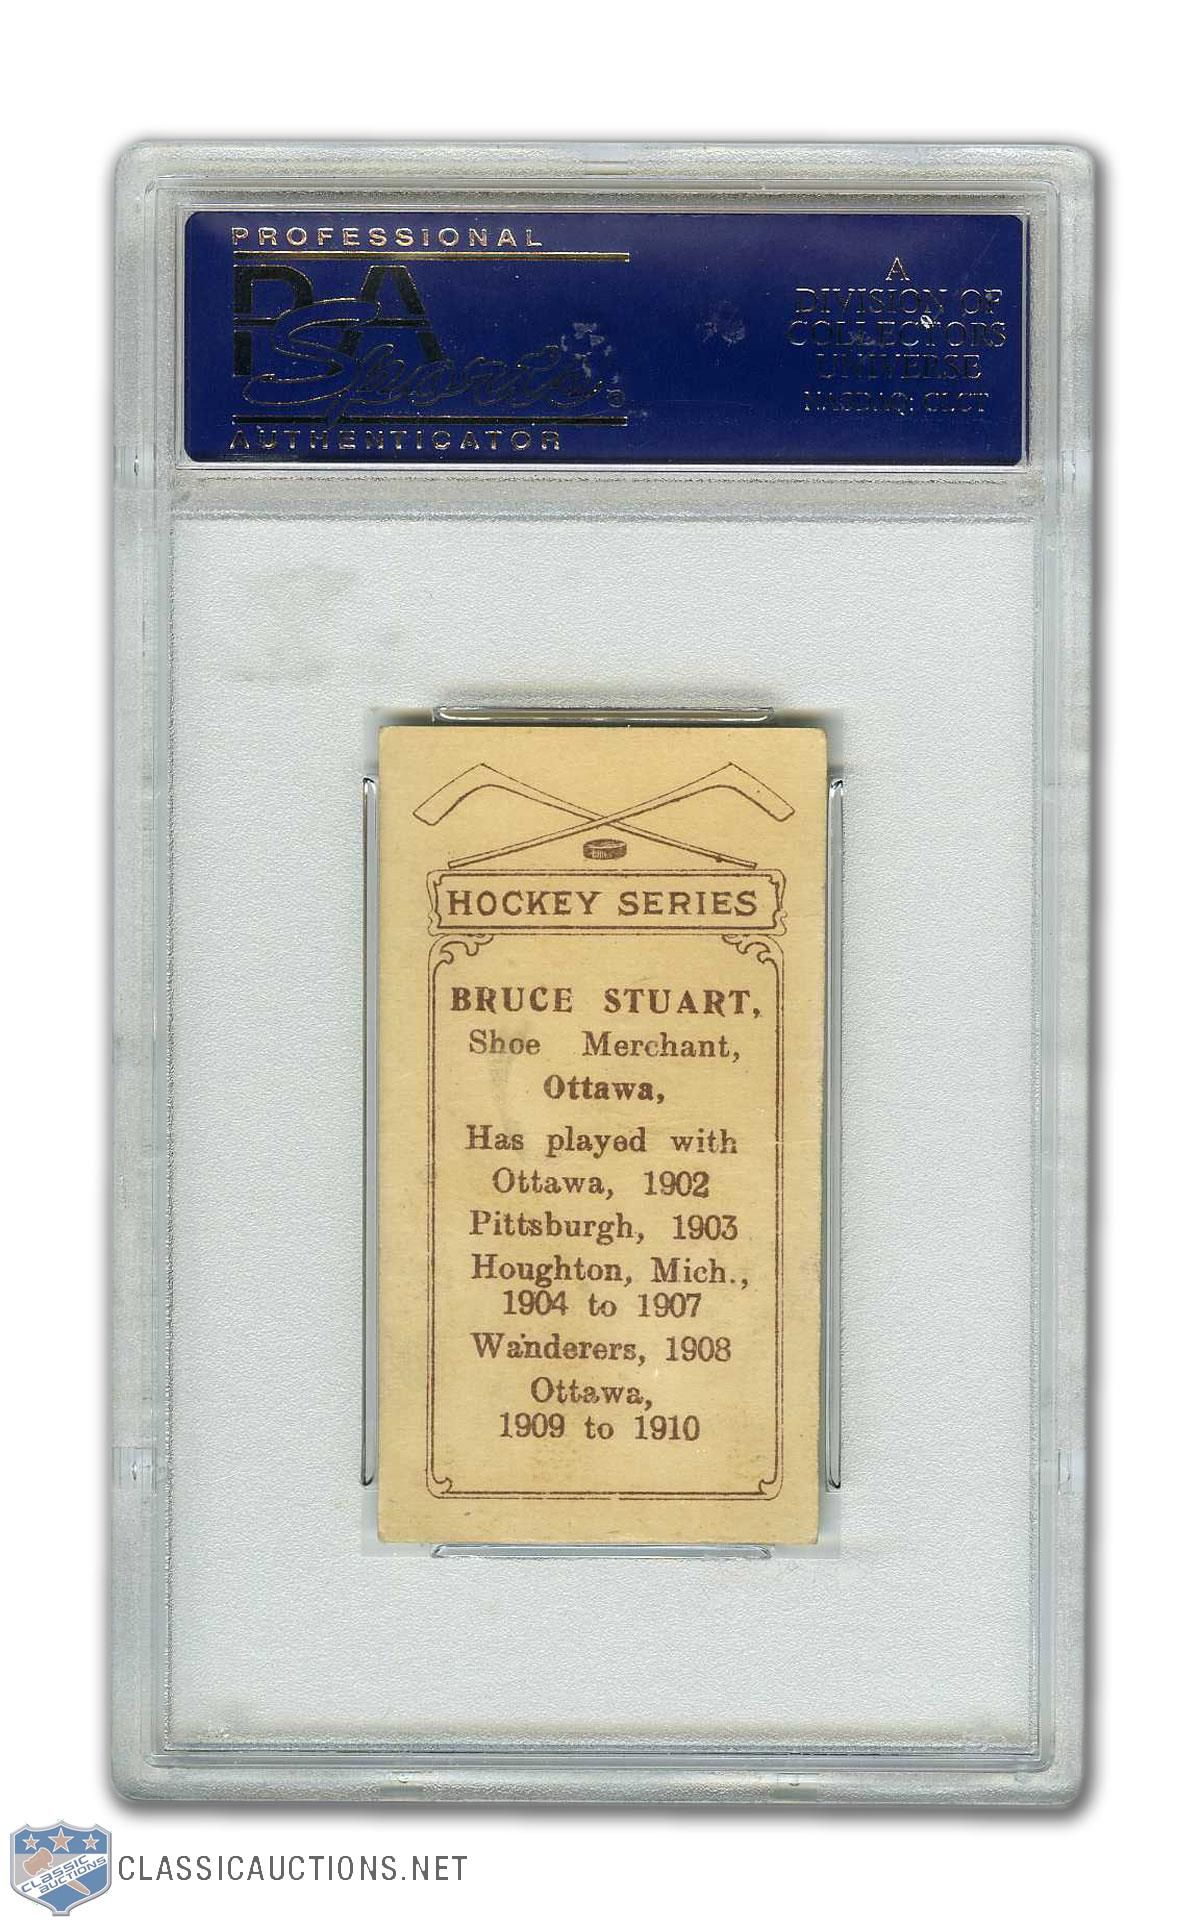 PROFESSIONAL
PSA
Sports®
AUTHENTICATOR
A
DIVISION OF
COLLECTORS
UNIVERSE
NASDAQ: CLCT
HOCKEY SERIES
BRUCE STUART,
Shoe Merchant,
Ottawa,
Has played with
Ottawa, 1902
Pittsburgh, 1903
Houghton, Mich.,
1904 to 1907
Wanderers, 1908
Ottawa,
1909 to 1910
CLASSIC
AUCTIONS
CLASSICAUCTIONS.NET